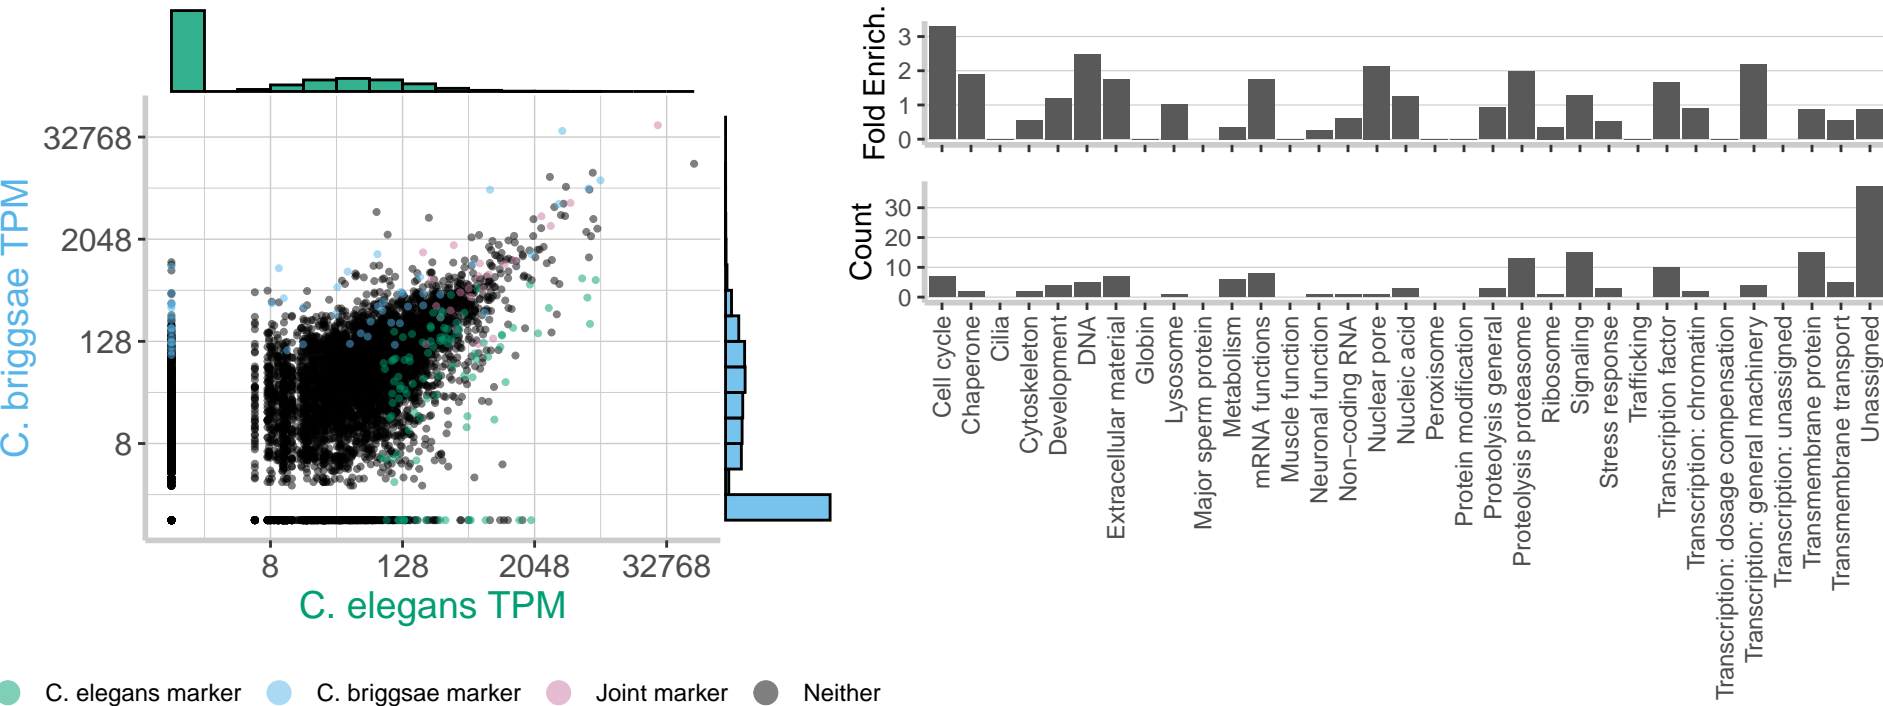 32768
2048
128
8
C. briggsae TPM
8
128
2048
32768
C. elegans TPM
C. elegans marker
C. briggsae marker
Joint marker
Neither
Fold Enrich.
3
2
1
0
Count
30
20
10
0
Cell cycle
Chaperone
Cilia
Cytoskeleton
Development
DNA
Extracellular material
Globin
Lysosome
Major sperm protein
Metabolism
mRNA functions
Muscle function
Neuronal function
Non−coding RNA
Nuclear pore
Nucleic acid
Peroxisome
Protein modification
Proteolysis general
Proteolysis proteasome
Ribosome
Signaling
Stress response
Trafficking
Transcription factor
Transcription: chromatin
Transcription: dosage compensation
Transcription: general machinery
Transcription: unassigned
Transmembrane protein
Transmembrane transport
Unassigned